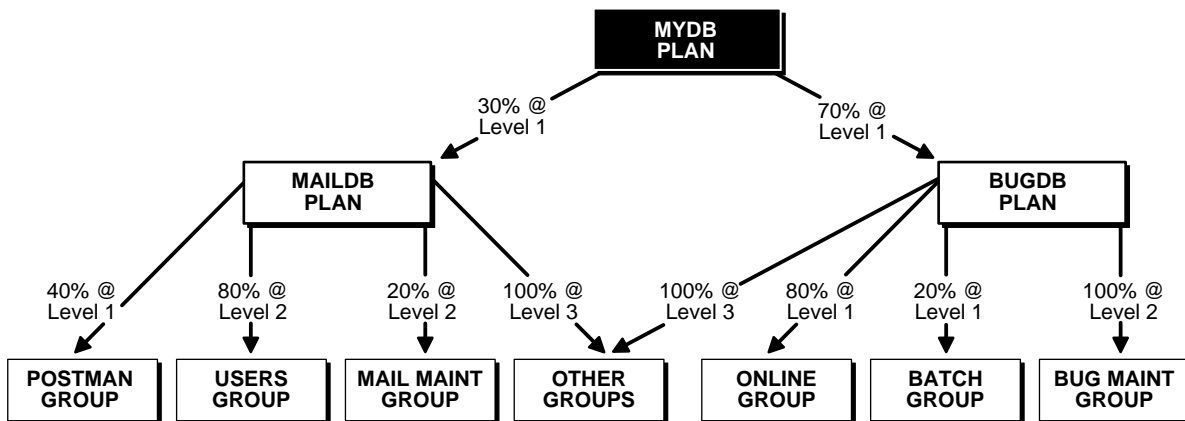 MYDB
PLAN
30% @
Level 1
70% @
Level 1
MAILDB
PLAN
BUGDB
PLAN
40% @
Level 1
80% @
Level 2
20% @
Level 2
100% @
Level 3
100% @
Level 3
80% @
Level 1
20% @
Level 1
100% @
Level 2
POSTMAN
GROUP
USERS
GROUP
MAIL MAINT
GROUP
OTHER
GROUPS
ONLINE
GROUP
BATCH
GROUP
BUG MAINT
GROUP